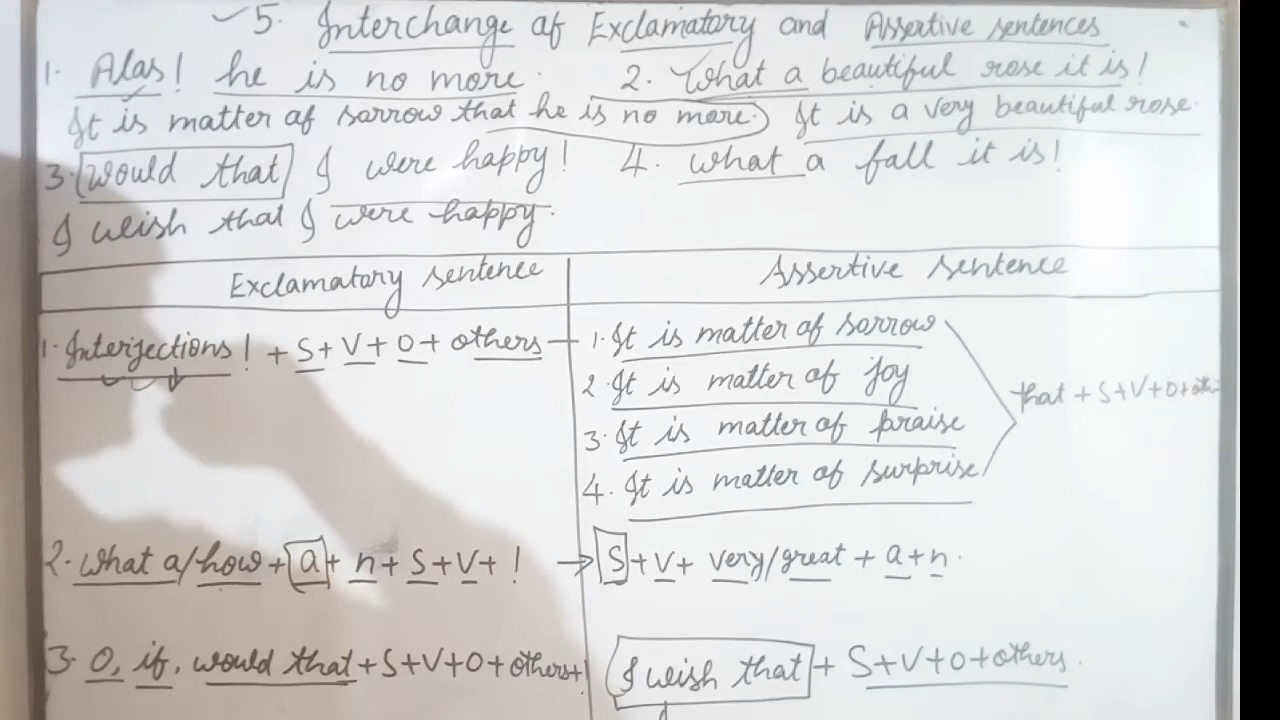 5. Interchange of Exclamatory and Assertive sentences
1. Alas! he is no more. 2. What a beautiful rose it is!
It is matter of sorrow that he is no more. It is a very beautiful rose.
3. would that I were happy! 4. what a fall it is!
I wish that I were happy.
Exclamatory sentence Assertive sentence
1. Interjections! + S+V+O+ others 1. It is matter of sorrow
2. It is matter of joy
that + S+V+O+
3. It is matter of praise
4. It is matter of surprise
2. What a/how + a + n + S + V + ! → S + V + very/great + a + n.
3. O, if, would that + S+V+O+others+ I wish that + S+V+O+others.